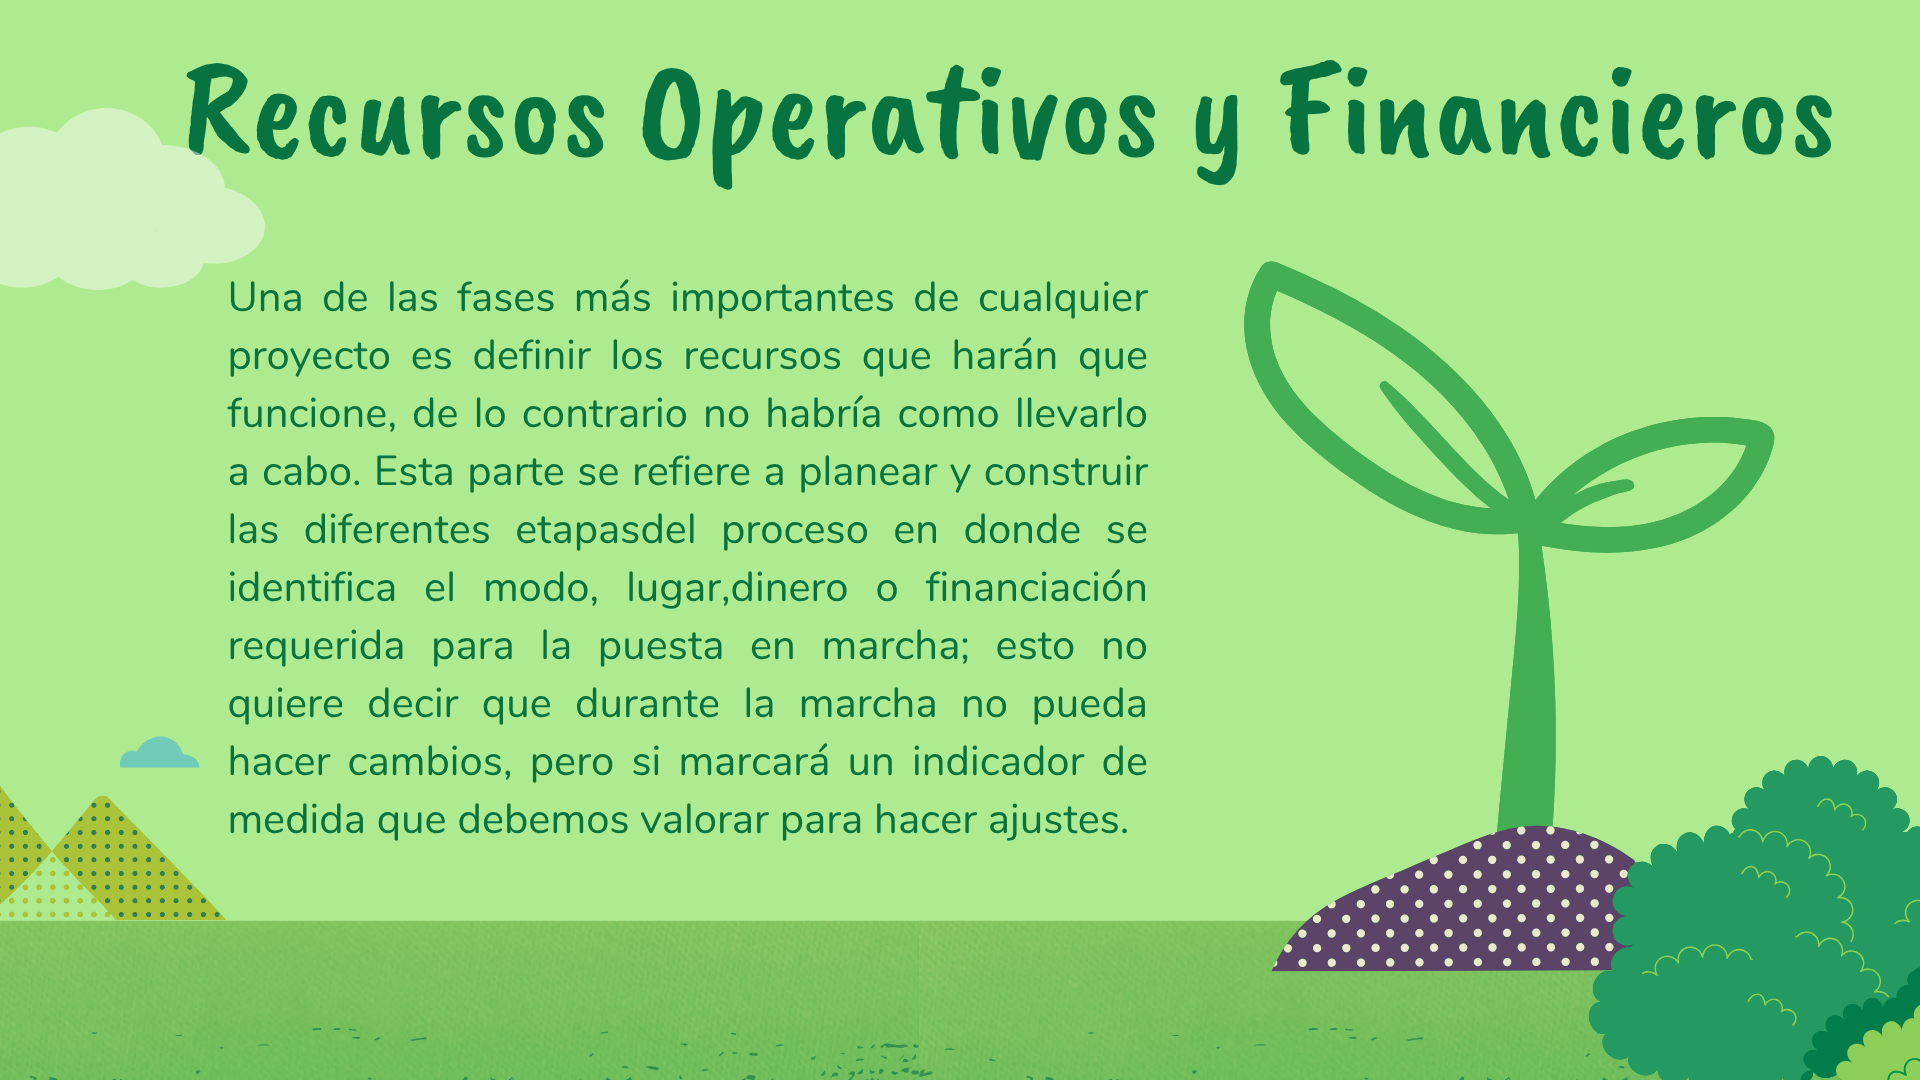 Recursos Operativos y Financieros
Una de las fases más importantes de cualquier
proyecto es definir los recursos que harán que
funcione, de lo contrario no habría como llevarlo
a cabo. Esta parte se refiere a planear y construir
las diferentes etapasdel proceso en donde se
identifica el modo, lugar,dinero o financiación
requerida para la puesta en marcha; esto no
quiere decir que durante la marcha no pueda
hacer cambios, pero si marcará un indicador de
medida que debemos valorar para hacer ajustes.